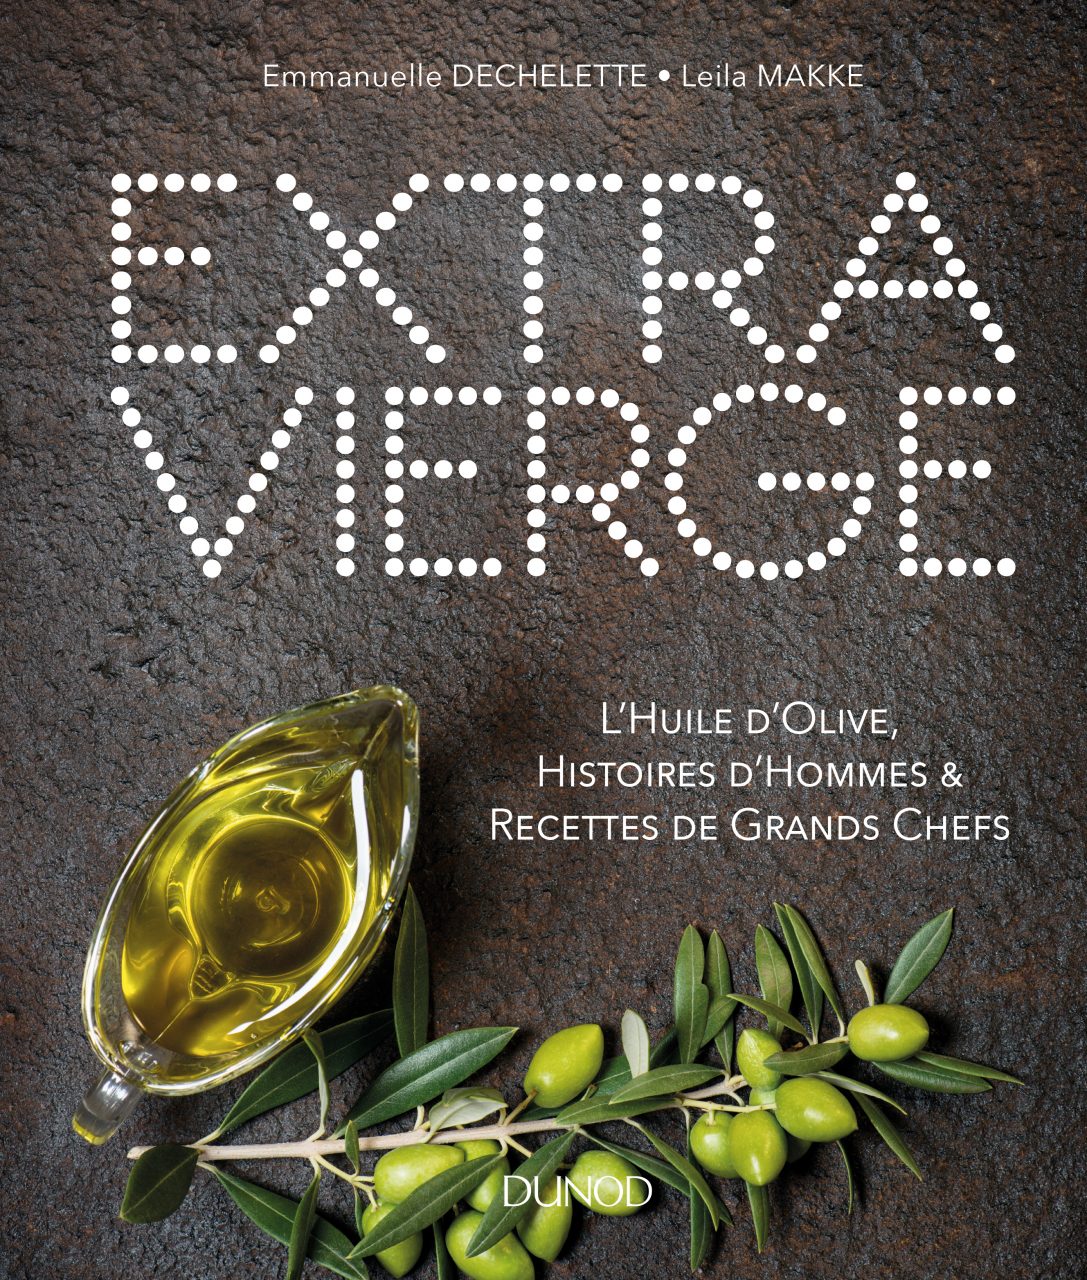 Emmanuelle DECHELETTE • Leila MAKKE
EXTRA
VIERGE
L'HUILE D'OLIVE,
HISTOIRES D'HOMMES &
RECETTES DE GRANDS CHEFS
DUNOD